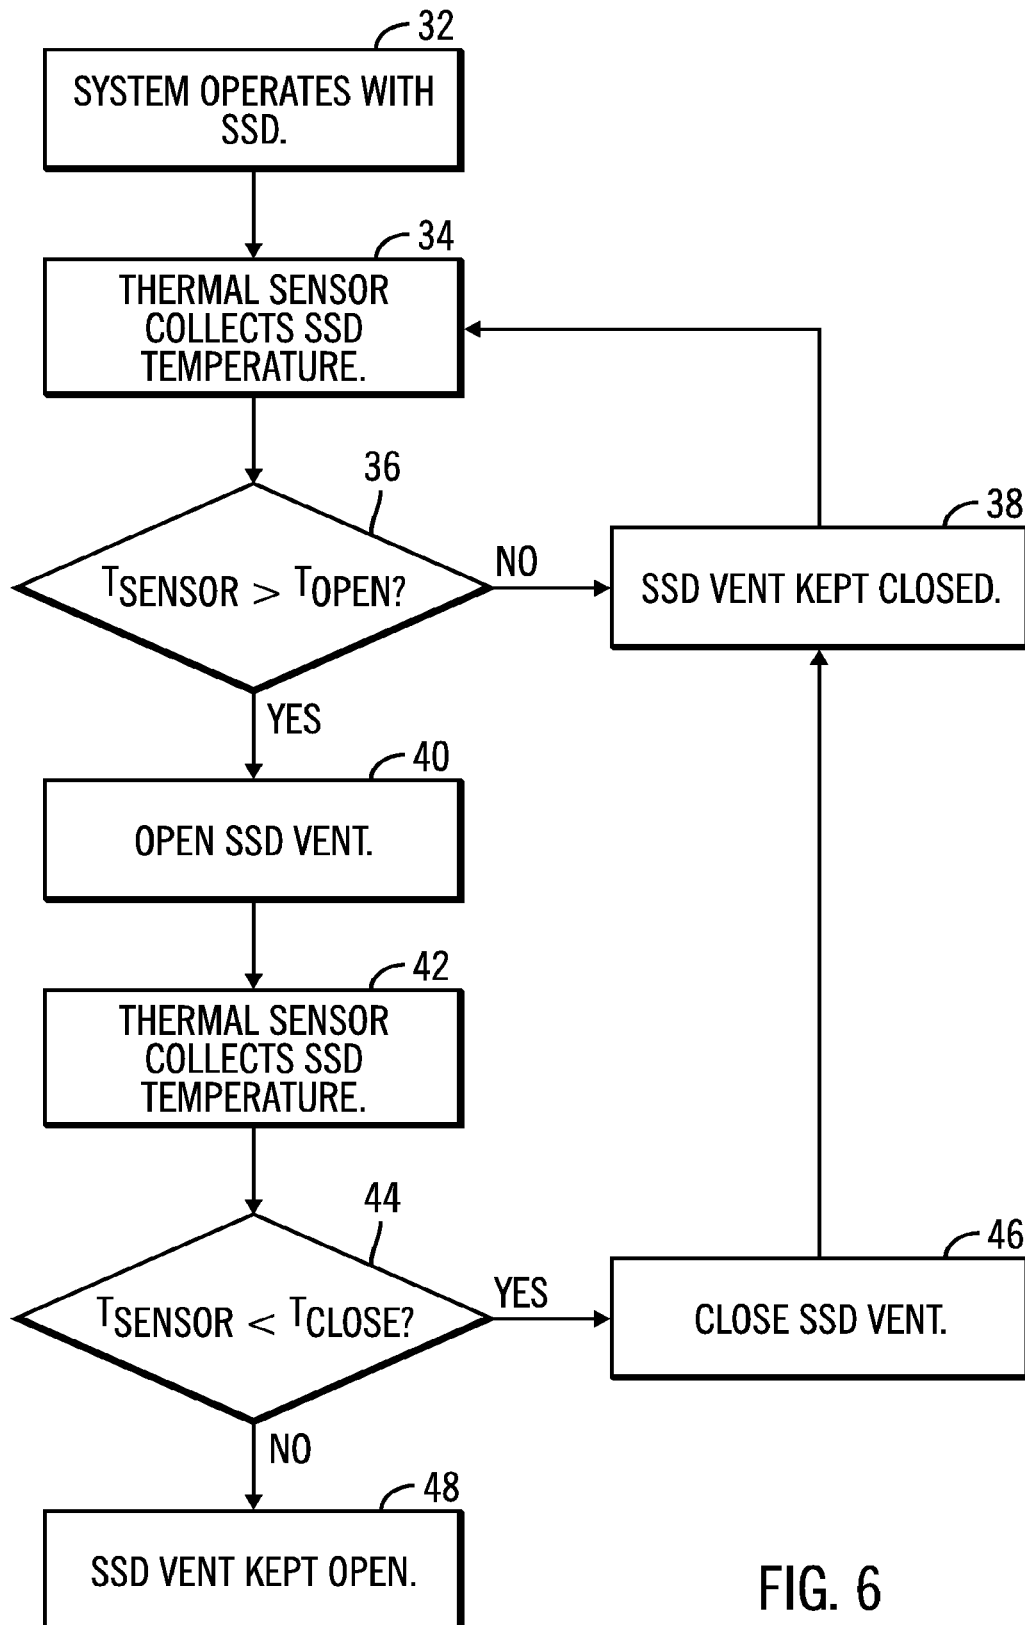 32
SYSTEM OPERATES WITH
SSD.
34
THERMAL SENSOR
COLLECTS SSD
TEMPERATURE.
36
TSENSOR > TOPEN?
NO
38
SSD VENT KEPT CLOSED.
YES
40
OPEN SSD VENT.
42
THERMAL SENSOR
COLLECTS SSD
TEMPERATURE.
44
TSENSOR < TCLOSE?
YES
46
CLOSE SSD VENT.
NO
48
SSD VENT KEPT OPEN.
FIG. 6